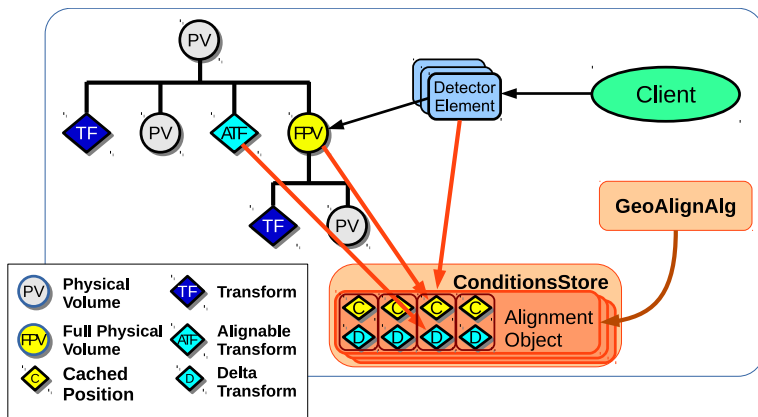 PV
TF
PV
ATF
FPV
TF
PV
Detector
Element
Client
GeoAlignAlg
ConditionsStore
C C C C
D D D D
Alignment
Object
PV Physical
Volume
FPV Full Physical
Volume
C Cached
Position
TF Transform
ATF Alignable
Transform
D Delta
Transform